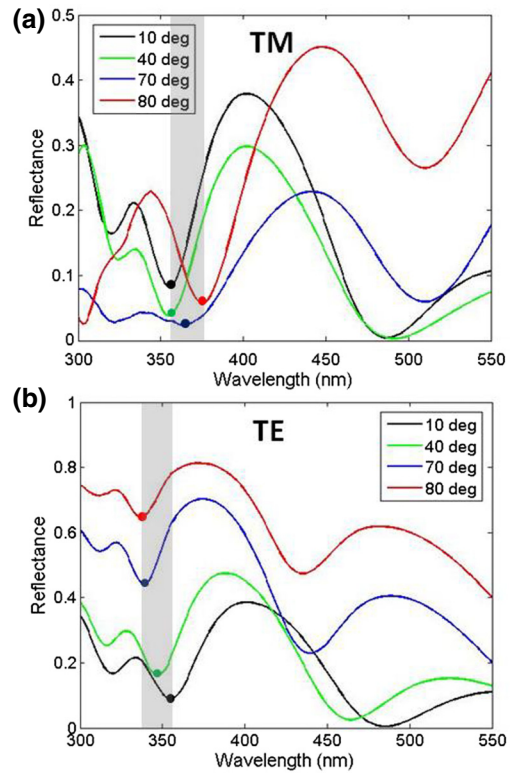 (a)
TM
10 deg
40 deg
70 deg
80 deg
Reflectance
0.5
0.4
0.3
0.2
0.1
0
300 350 400 450 500 550
Wavelength (nm)
(b)
TE
10 deg
40 deg
70 deg
80 deg
Reflectance
1
0.8
0.6
0.4
0.2
0
300 350 400 450 500 550
Wavelength (nm)